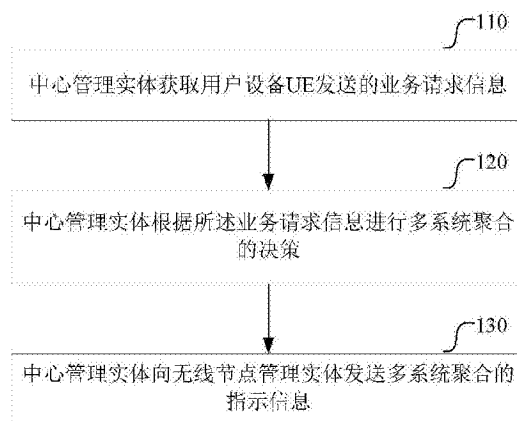 110
中心管理实体获取用户设备UE发送的业务请求信息
120
中心管理实体根据所述业务请求信息进行多系统聚合
的决策
130
中心管理实体向无线节点管理实体发送多系统聚合的
指示信息